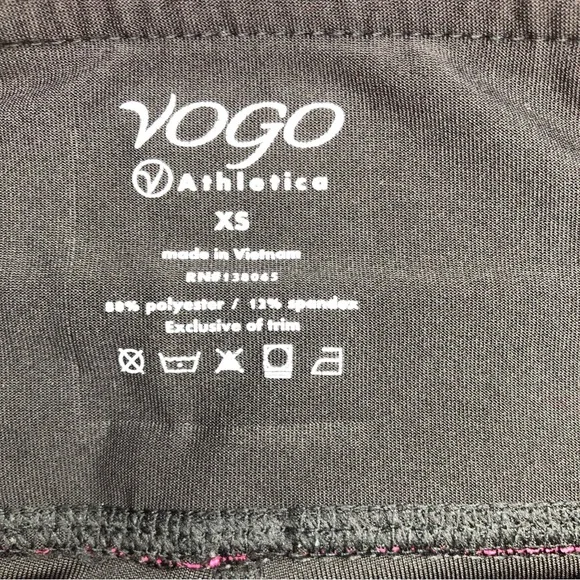 VOGO
Athletica
XS
made in Vietnam
RN#138065
88% polyester / 12% spandex
Exclusive of trim